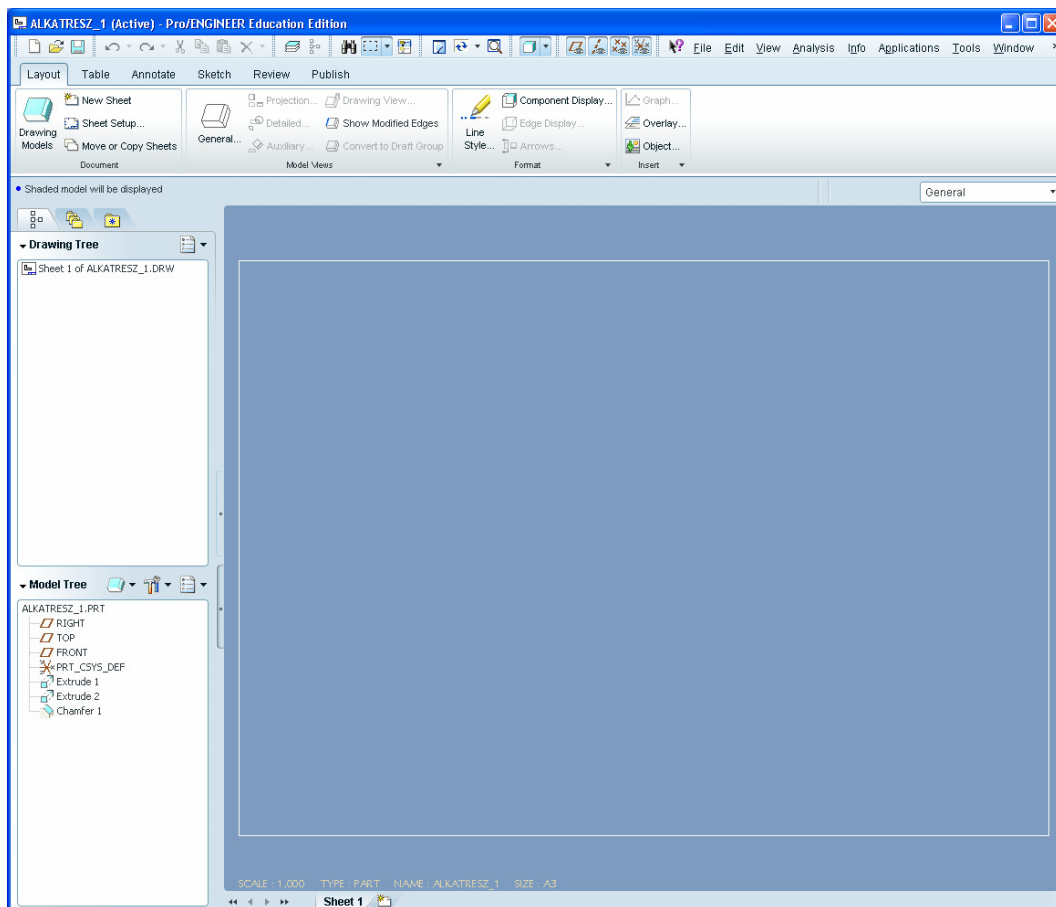 ALKATRESZ_1 (Active) - Pro/ENGINEER Education Edition
File Edit View Analysis Info Applications Tools Window
Layout Table Annotate Sketch Review Publish
Drawing Models
New Sheet
Sheet Setup...
Move or Copy Sheets
Document
General...
Projection...
Detailed...
Auxiliary...
Drawing View...
Show Modified Edges
Convert to Draft Group
Model Views
Line Style...
Component Display...
Edge Display...
Arrows...
Format
Graph...
Overlay...
Object...
Insert
• Shaded model will be displayed
General
Drawing Tree
Sheet 1 of ALKATRESZ_1.DRW
Model Tree
ALKATRESZ_1.PRT
RIGHT
TOP
FRONT
PRT_CSYS_DEF
Extrude 1
Extrude 2
Chamfer 1
SCALE : 1,000 TYPE : PART NAME : ALKATRESZ_1 SIZE : A3
Sheet 1